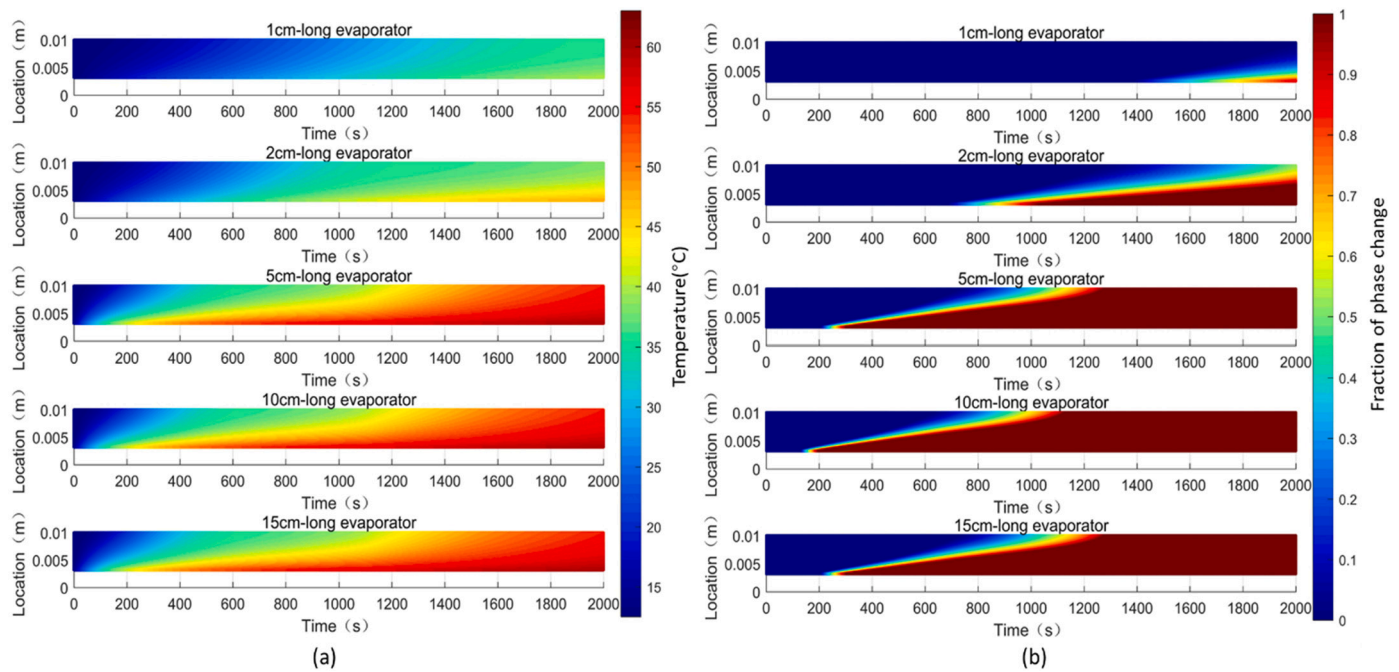 1cm-long evaporator
Location (m)
0.01
0.005
0
0 200 400 600 800 1000 1200 1400 1600 1800 2000
Time (s)
2cm-long evaporator
Location (m)
0.01
0.005
0
0 200 400 600 800 1000 1200 1400 1600 1800 2000
Time (s)
5cm-long evaporator
Location (m)
0.01
0.005
0
0 200 400 600 800 1000 1200 1400 1600 1800 2000
Time (s)
10cm-long evaporator
Location (m)
0.01
0.005
0
0 200 400 600 800 1000 1200 1400 1600 1800 2000
Time (s)
15cm-long evaporator
Location (m)
0.01
0.005
0
0 200 400 600 800 1000 1200 1400 1600 1800 2000
Time (s)
60
55
50
45
40
35
30
25
20
15
Temperature(°C)
(a)
1cm-long evaporator
Location (m)
0.01
0.005
0
0 200 400 600 800 1000 1200 1400 1600 1800 2000
Time (s)
2cm-long evaporator
Location (m)
0.01
0.005
0
0 200 400 600 800 1000 1200 1400 1600 1800 2000
Time (s)
5cm-long evaporator
Location (m)
0.01
0.005
0
0 200 400 600 800 1000 1200 1400 1600 1800 2000
Time (s)
10cm-long evaporator
Location (m)
0.01
0.005
0
0 200 400 600 800 1000 1200 1400 1600 1800 2000
Time (s)
15cm-long evaporator
Location (m)
0.01
0.005
0
0 200 400 600 800 1000 1200 1400 1600 1800 2000
Time (s)
1
0.9
0.8
0.7
0.6
0.5
0.4
0.3
0.2
0.1
0
Fraction of phase change
(b)